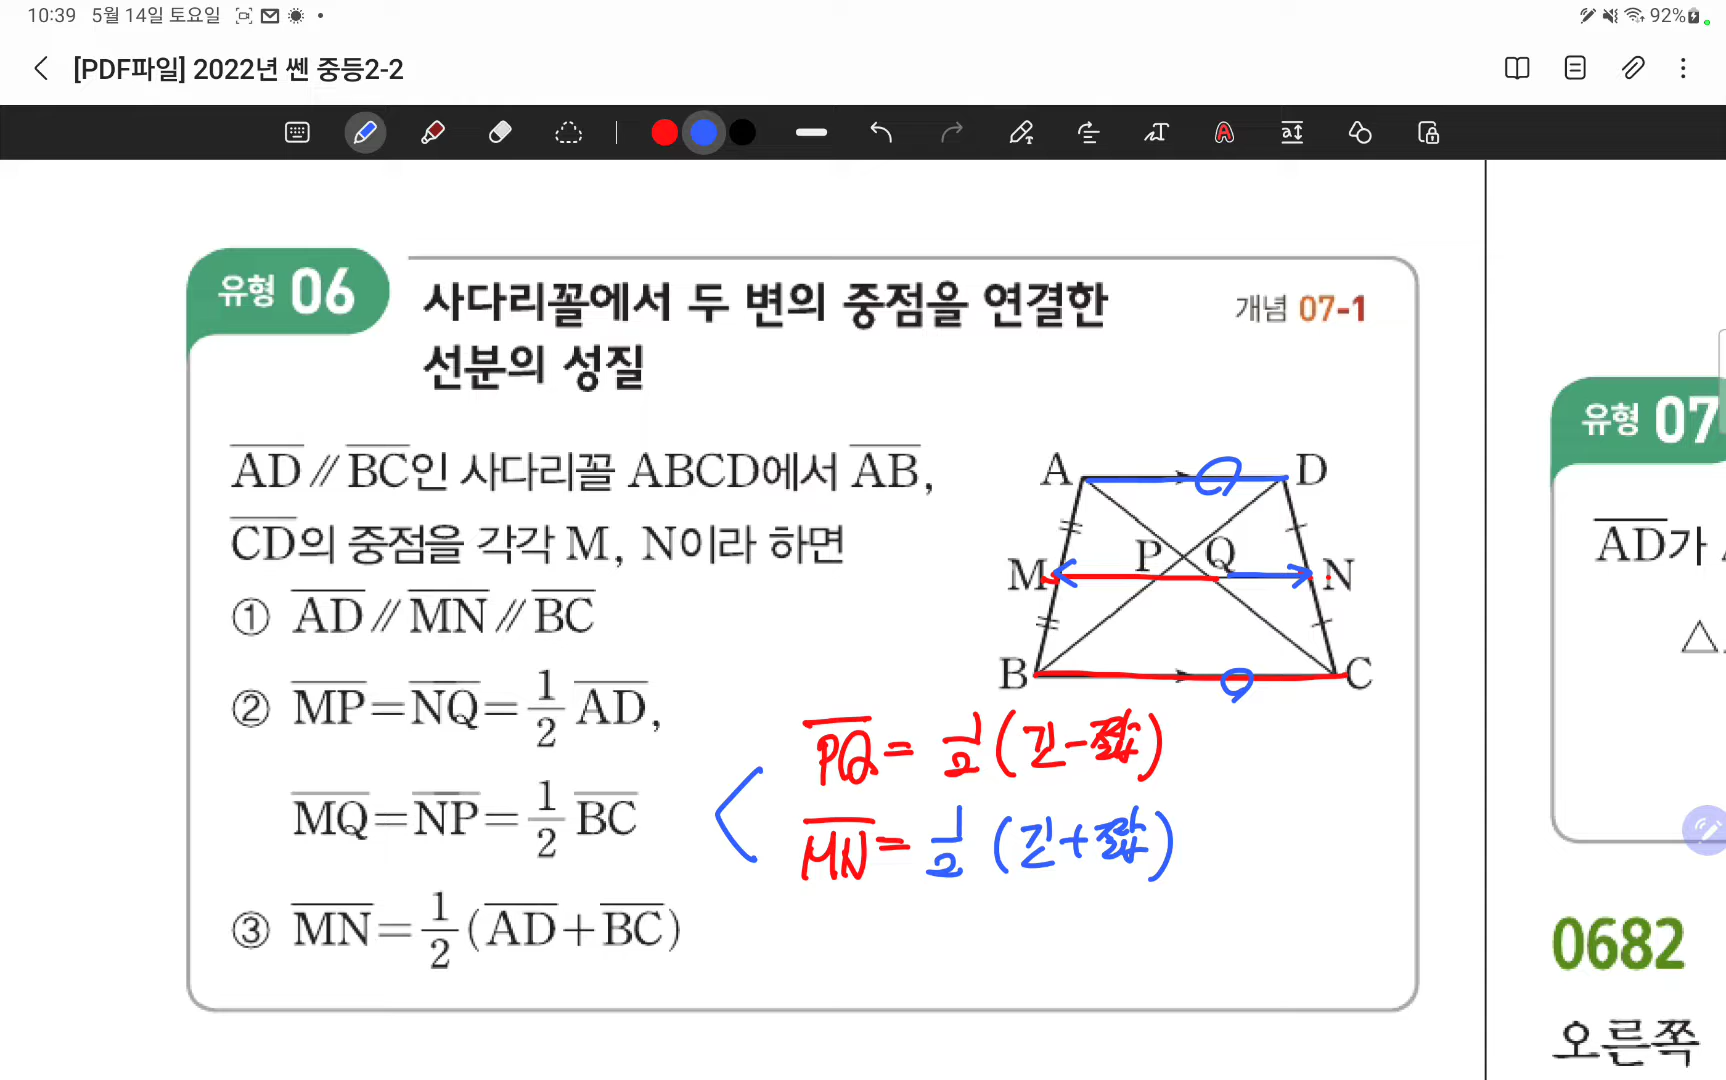 10:39 5월 14일 토요일
92%
[PDF파일] 2022년 쎈 중등2-2
유형 06
사다리꼴에서 두 변의 중점을 연결한
선분의 성질
개념 07-1
AD // BC인 사다리꼴 ABCD에서 AB,
CD의 중점을 각각 M, N이라 하면
① AD // MN // BC
② MP=NQ=1/2 AD,
MQ=NP=1/2 BC
③ MN=1/2(AD+BC)
A D
M P Q N
B C
PQ = 1/2 (긴-짧)
MN = 1/2 (긴+짧)
유형 07
AD가
△
0682
오른쪽